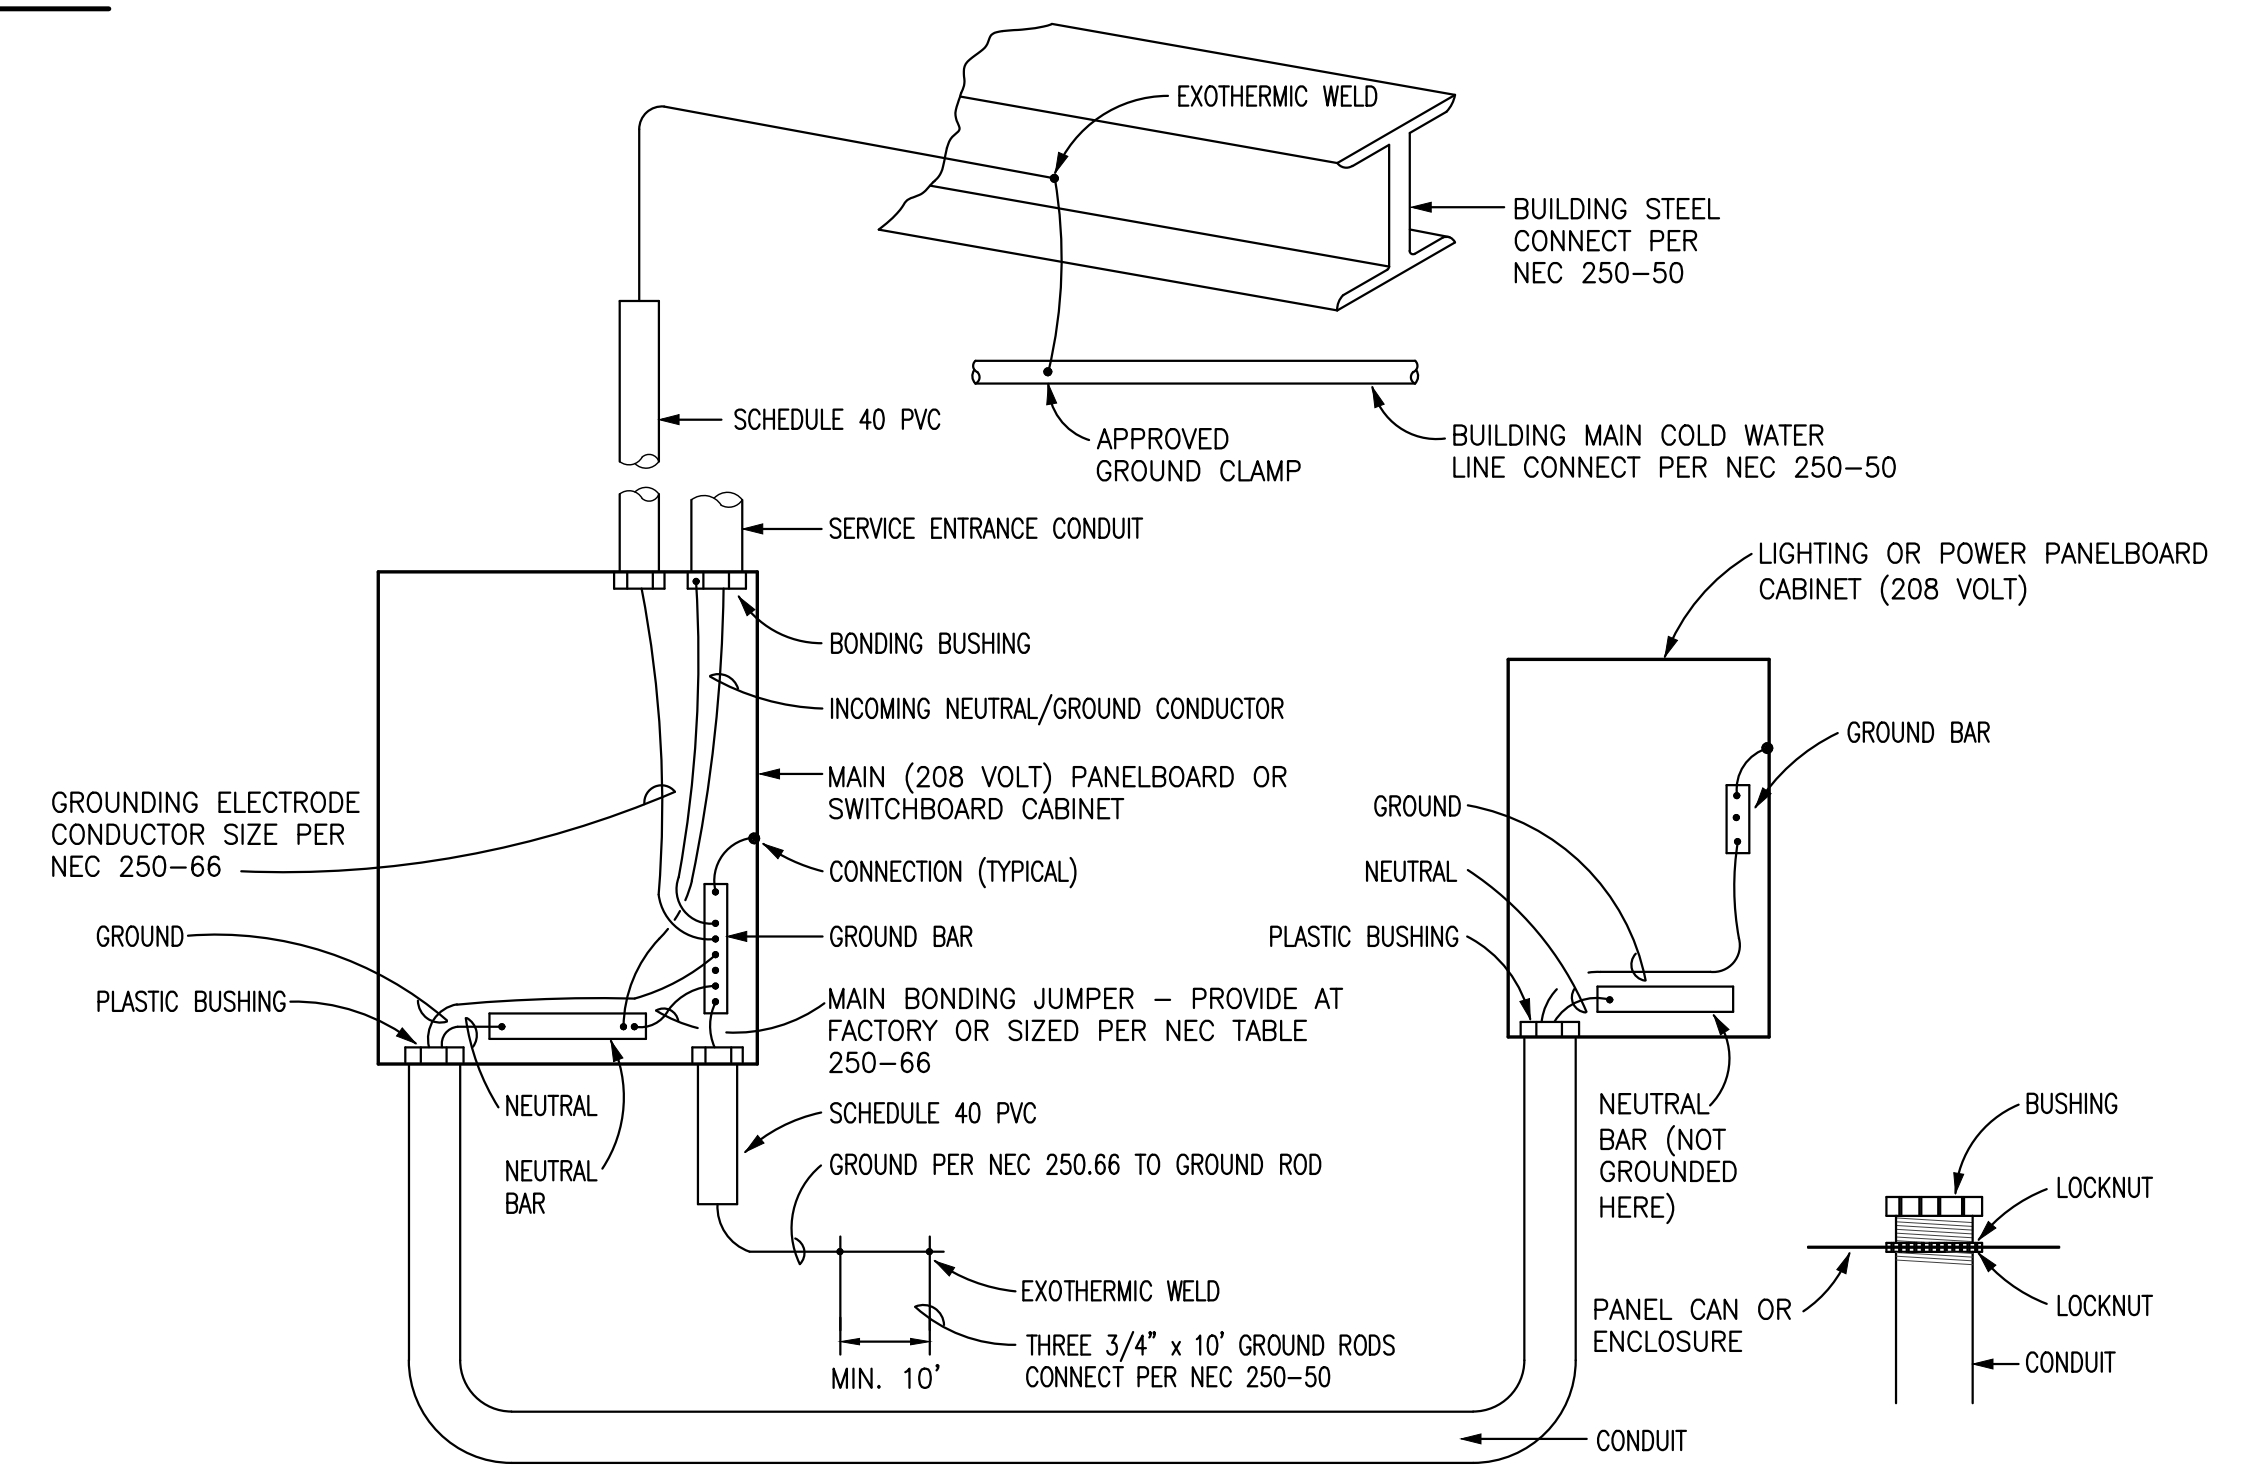 EXOTHERMIC WELD
BUILDING STEEL
CONNECT PER
NEC 250-50
SCHEDULE 40 PVC
APPROVED
GROUND CLAMP
BUILDING MAIN COLD WATER
LINE CONNECT PER NEC 250-50
SERVICE ENTRANCE CONDUIT
LIGHTING OR POWER PANELBOARD
CABINET (208 VOLT)
BONDING BUSHING
INCOMING NEUTRAL/GROUND CONDUCTOR
GROUND BAR
MAIN (208 VOLT) PANELBOARD OR
SWITCHBOARD CABINET
GROUNDING ELECTRODE
CONDUCTOR SIZE PER
NEC 250-66
GROUND
CONNECTION (TYPICAL)
NEUTRAL
GROUND
GROUND BAR
PLASTIC BUSHING
PLASTIC BUSHING
MAIN BONDING JUMPER - PROVIDE AT
FACTORY OR SIZED PER NEC TABLE
250-66
NEUTRAL
SCHEDULE 40 PVC
NEUTRAL
BAR (NOT
GROUNDED
HERE)
BUSHING
NEUTRAL
BAR
GROUND PER NEC 250.66 TO GROUND ROD
LOCKNUT
EXOTHERMIC WELD
PANEL CAN OR
ENCLOSURE
LOCKNUT
THREE 3/4" x 10' GROUND RODS
CONNECT PER NEC 250-50
MIN. 10'
CONDUIT
CONDUIT